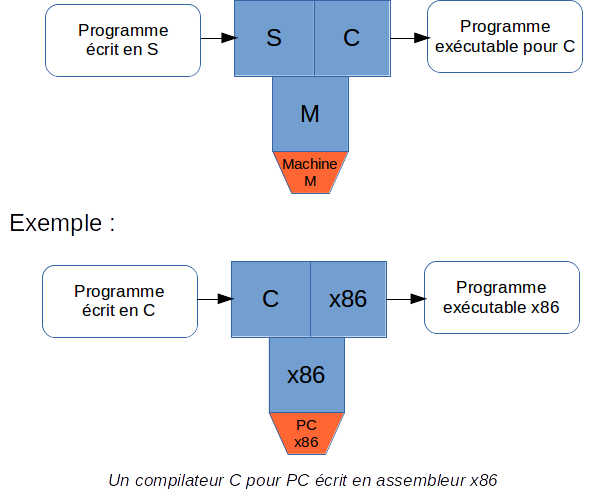 Programme
écrit en S
S
C
Programme
exécutable pour C
M
Machine
M
Exemple :
Programme
écrit en C
C
x86
Programme
exécutable x86
x86
PC
x86
Un compilateur C pour PC écrit en assembleur x86